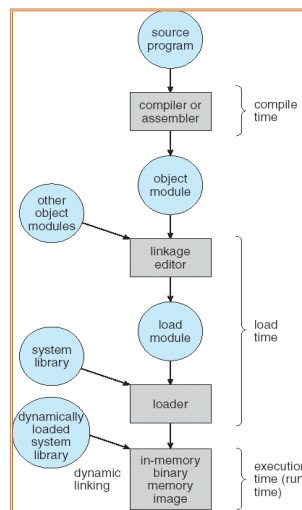 source
program
compiler or
assembler
compile
time
object
module
other
object
modules
linkage
editor
load
module
load
time
system
library
loader
dynamically
loaded
system
library
dynamic
linking
in-memory
binary
memory
image
execution
time (run
time)